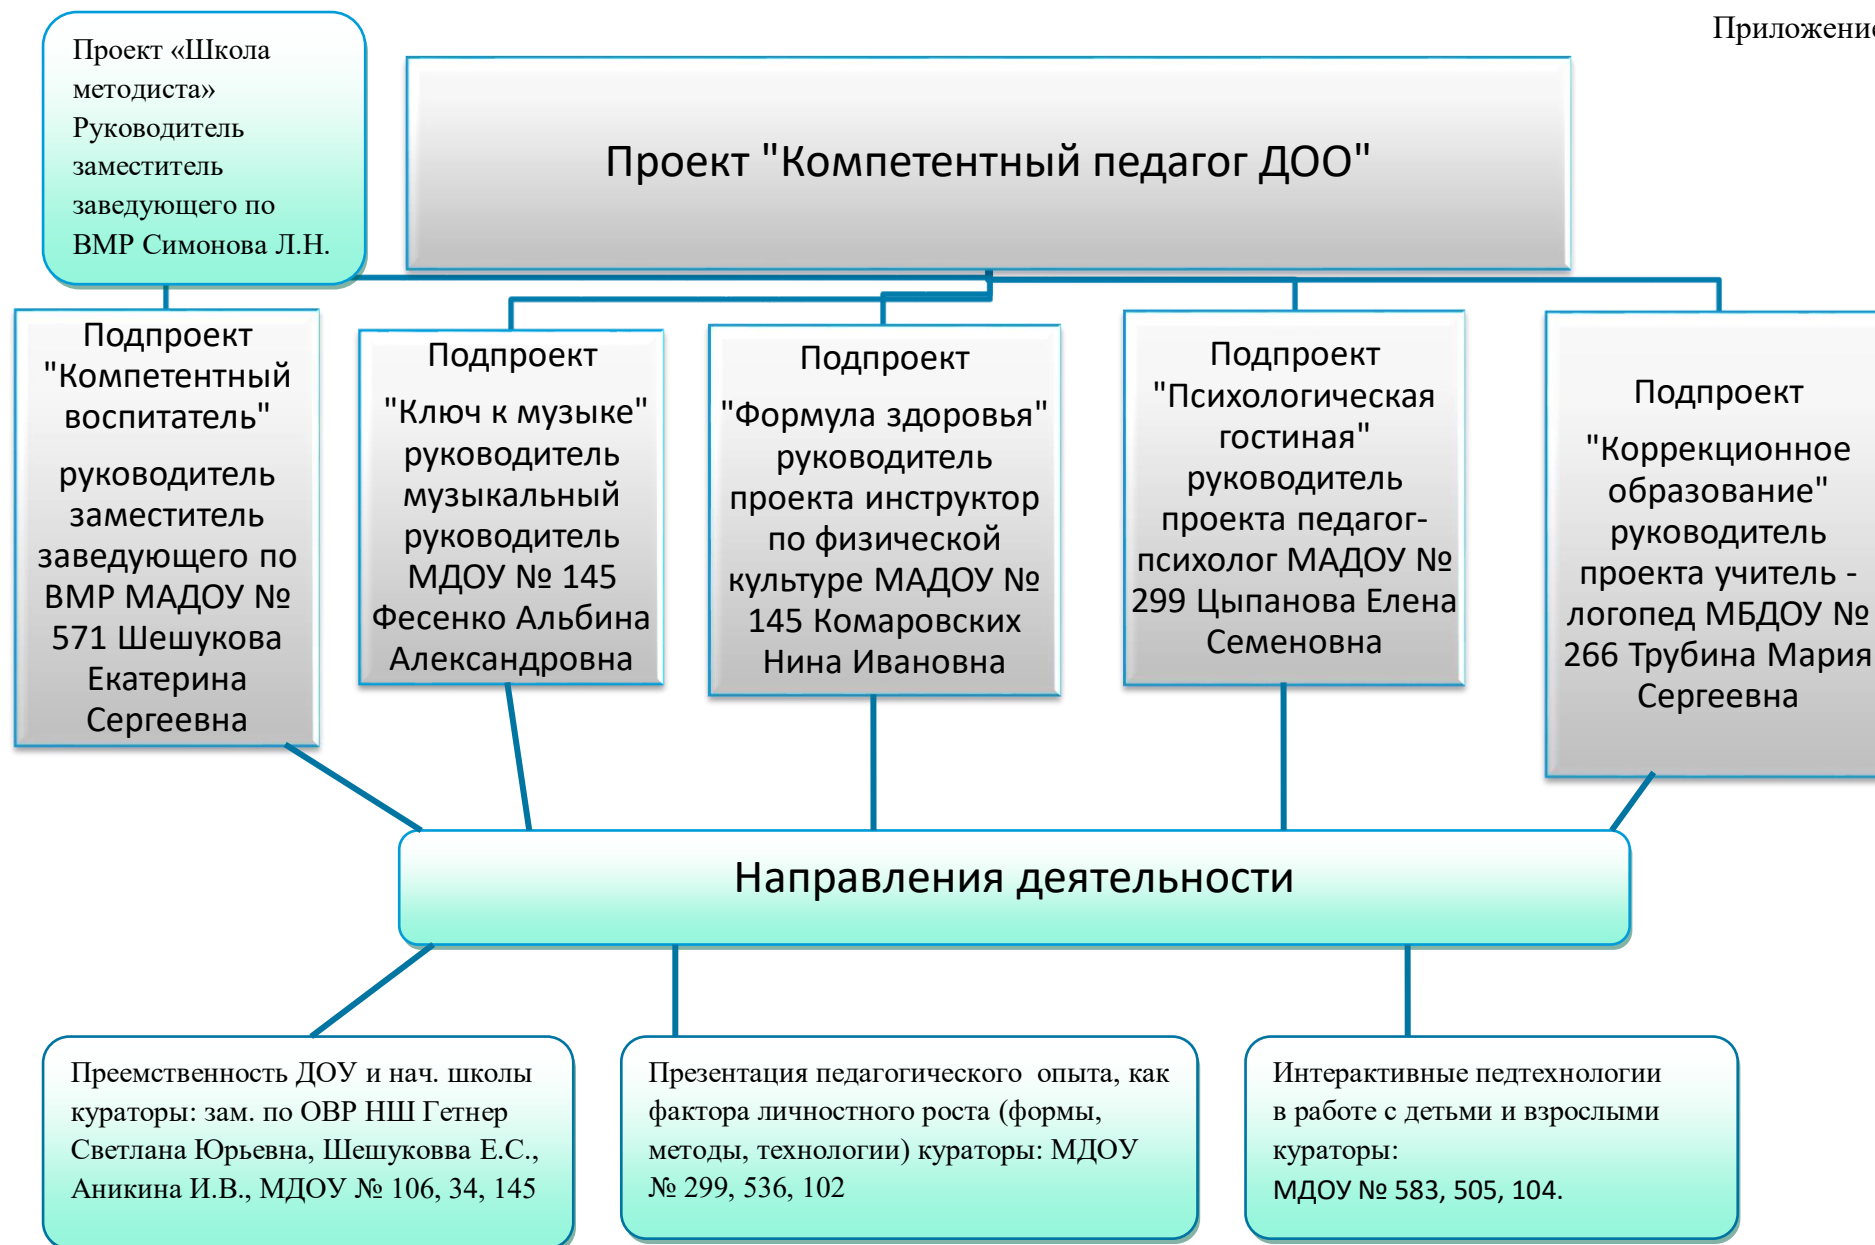 Приложение
Проект «Школа
методиста»
Руководитель
заместитель
заведующего по
ВМР Симонова Л.Н.
Проект "Компетентный педагог ДОО"
Подпроект
"Компетентный
воспитатель"
руководитель
заместитель
заведующего по
ВМР МАДОУ №
571 Шешукова
Екатерина
Сергеевна
Подпроект
"Ключ к музыке"
руководитель
музыкальный
руководитель
МДОУ № 145
Фесенко Альбина
Александровна
Подпроект
"Формула здоровья"
руководитель
проекта инструктор
по физической
культуре МАДОУ №
145 Комаровских
Нина Ивановна
Подпроект
"Психологическая
гостиная"
руководитель
проекта педагог-
психолог МАДОУ №
299 Цыпанова Елена
Семеновна
Подпроект
"Коррекционное
образование"
руководитель
проекта учитель -
логопед МБДОУ №
266 Трубина Мария
Сергеевна
Направления деятельности
Преемственность ДОУ и нач. школы
кураторы: зам. по ОВР НШ Гетнер
Светлана Юрьевна, Шешуковва Е.С.,
Аникина И.В., МДОУ № 106, 34, 145
Презентация педагогического опыта, как
фактора личностного роста (формы,
методы, технологии) кураторы: МДОУ
№ 299, 536, 102
Интерактивные педтехнологии
в работе с детьми и взрослыми
кураторы:
МДОУ № 583, 505, 104.